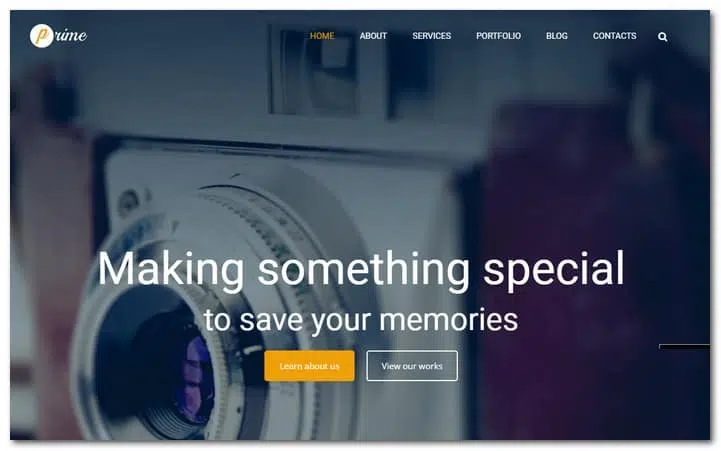 Prime
HOME ABOUT SERVICES PORTFOLIO BLOG CONTACTS
Making something special
to save your memories
Learn about us View our works